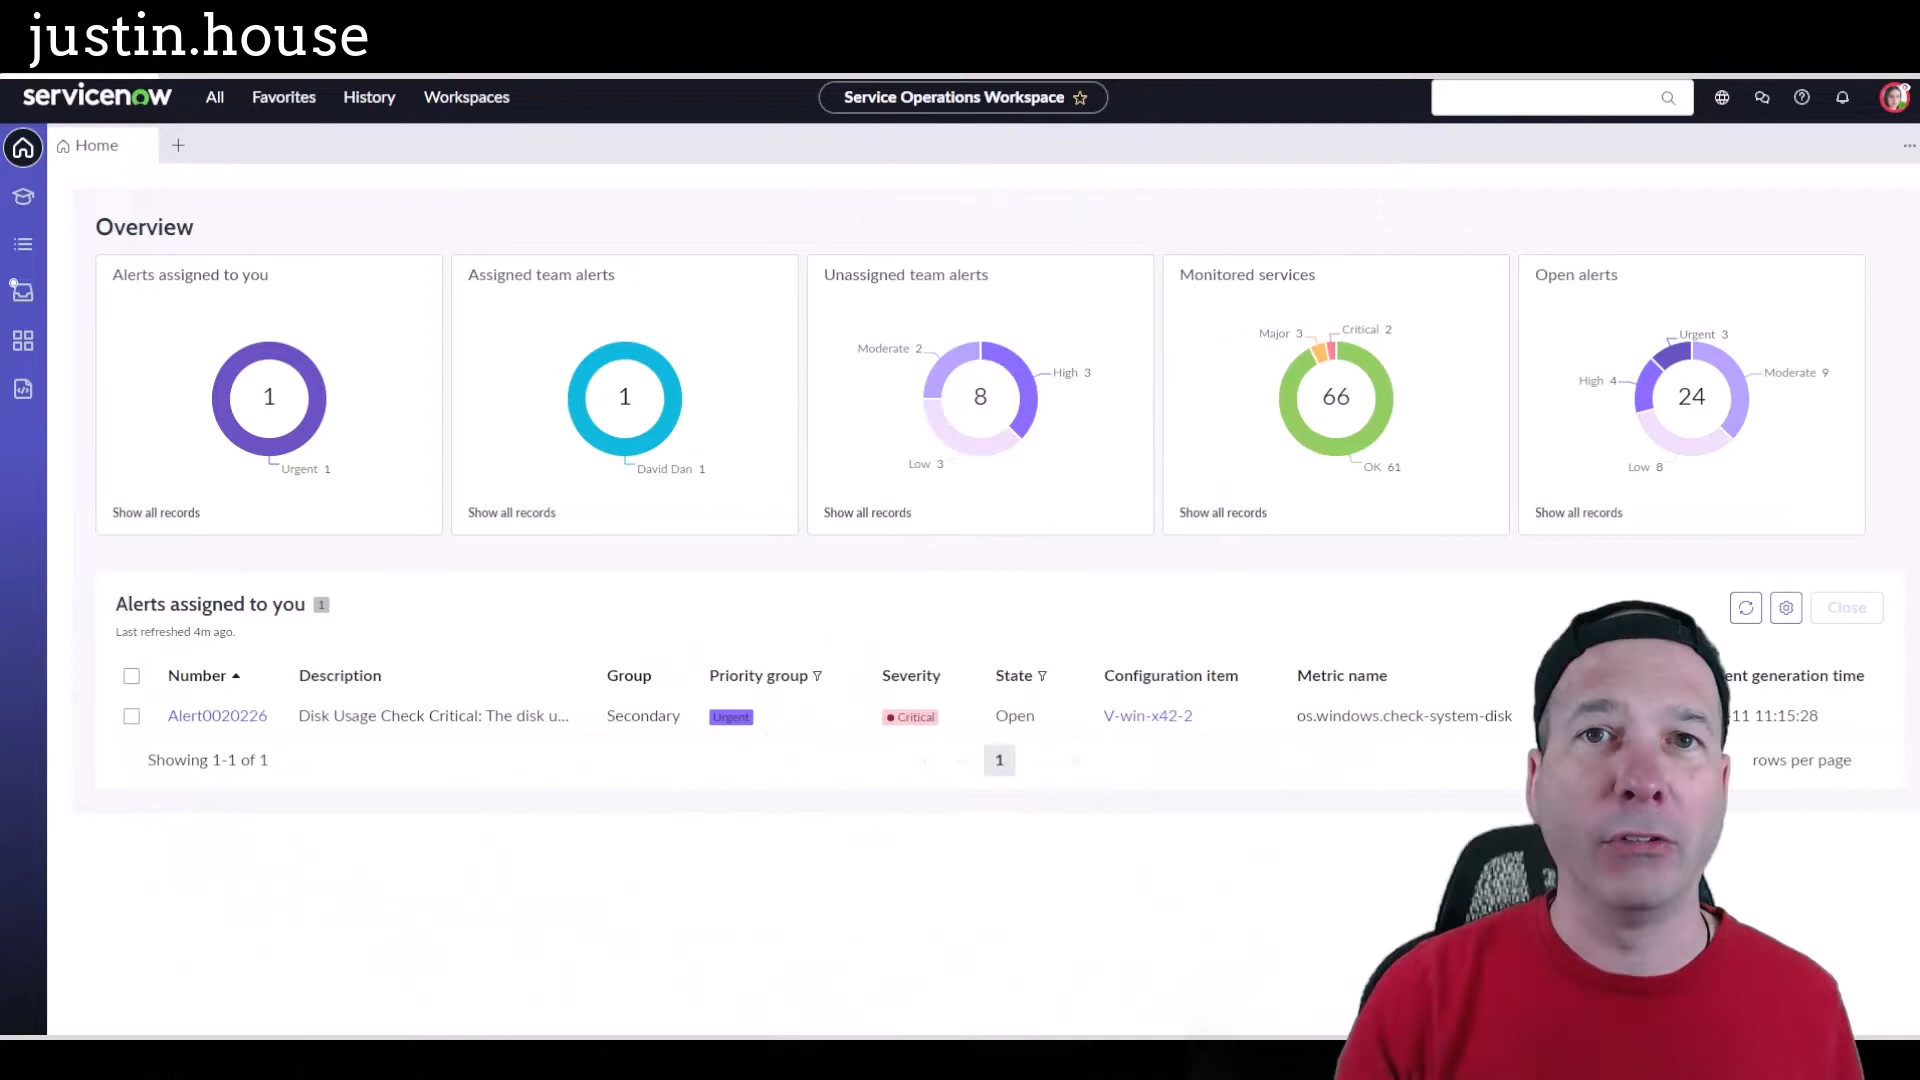 justin.house
servicenow All Favorites History Workspaces Service Operations Workspace
Home
Overview
Alerts assigned to you
1
Urgent 1
Show all records
Assigned team alerts
1
David Dan 1
Show all records
Unassigned team alerts
Moderate 2
High 3
8
Low 3
Show all records
Monitored services
Major 3
Critical 2
66
OK 61
Show all records
Open alerts
Urgent 3
High 4
Moderate 9
24
Low 8
Show all records
Alerts assigned to you 1
Last refreshed 4m ago.
Close
Number Description Group Priority group Severity State Configuration item Metric name ent generation time
Alert0020226 Disk Usage Check Critical: The disk u... Secondary Urgent Critical Open V-win-x42-2 os.windows.check-system-disk 11 11:15:28
Showing 1-1 of 1 1 rows per page